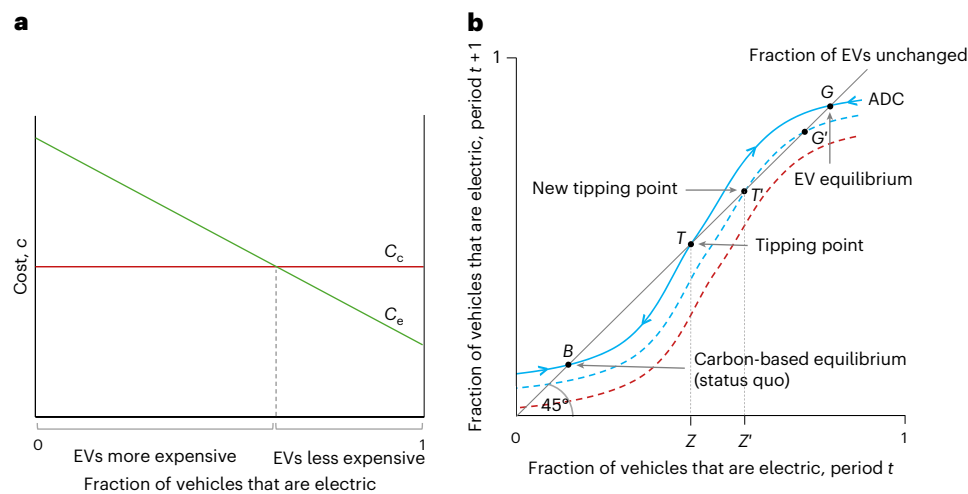 a
Cost, c
C_c
C_e
0
1
EVs more expensive
EVs less expensive
Fraction of vehicles that are electric
b
Fraction of vehicles that are electric, period t + 1
1
Fraction of EVs unchanged
G
ADC
G'
EV equilibrium
New tipping point
T'
T
Tipping point
B
Carbon-based equilibrium
(status quo)
45°
0
Z
Z'
1
Fraction of vehicles that are electric, period t